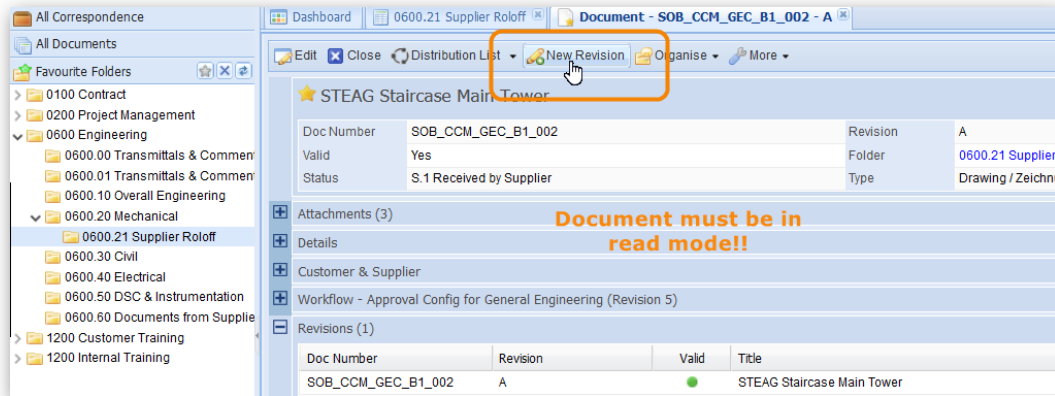 All Correspondence
All Documents
Favourite Folders
0100 Contract
0200 Project Management
0600 Engineering
0600.00 Transmittals & Comment
0600.01 Transmittals & Comment
0600.10 Overall Engineering
0600.20 Mechanical
0600.21 Supplier Roloff
0600.30 Civil
0600.40 Electrical
0600.50 DSC & Instrumentation
0600.60 Documents from Supplie
1200 Customer Training
1200 Internal Training
Dashboard 0600.21 Supplier Roloff Document - SOB_CCM_GEC_B1_002 - A
Edit Close Distribution List New Revision Organise More
STEAG Staircase Main Tower
Doc Number SOB_CCM_GEC_B1_002 Revision A
Valid Yes Folder 0600.21 Supplier
Status S.1 Received by Supplier Type Drawing / Zeichnu
Attachments (3)
Document must be in
read mode!!
Details
Customer & Supplier
Workflow - Approval Config for General Engineering (Revision 5)
Revisions (1)
Doc Number Revision Valid Title
SOB_CCM_GEC_B1_002 A STEAG Staircase Main Tower